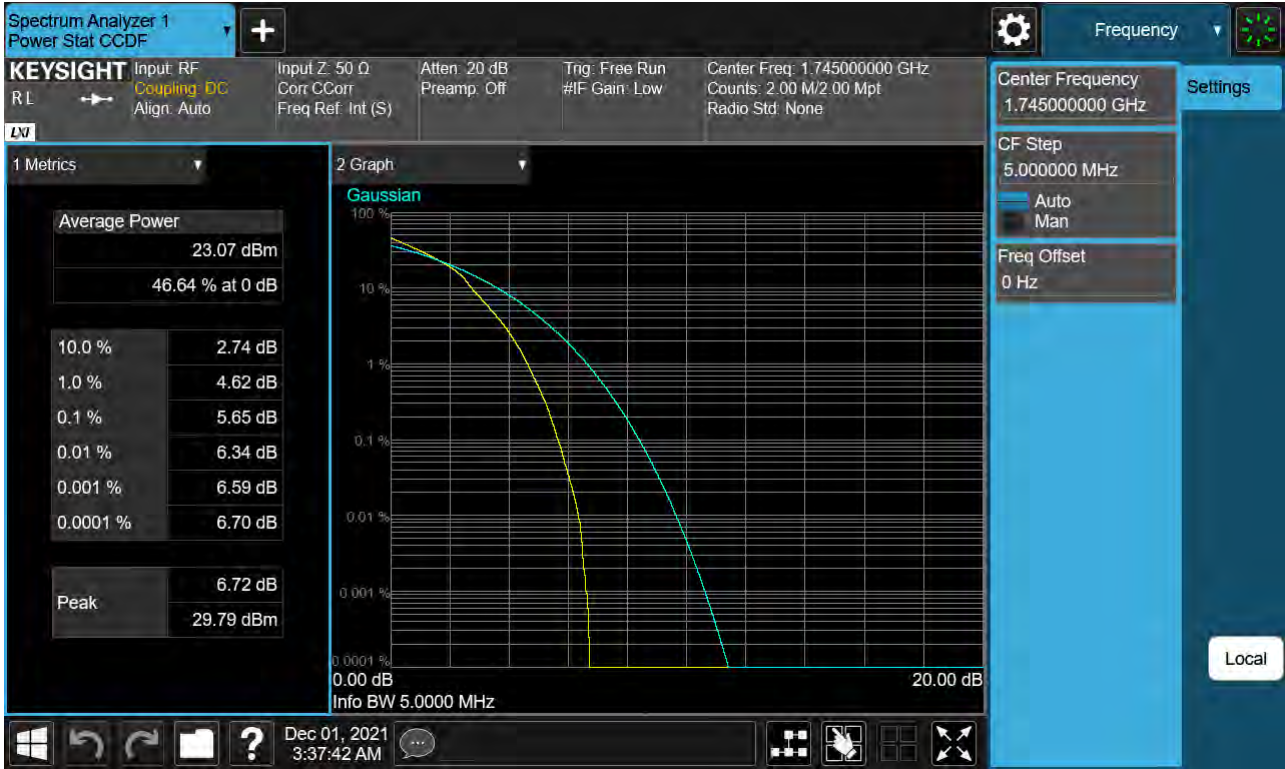 Spectrum Analyzer 1
Power Stat CCDF
+
Frequency
KEYSIGHT
R L
LXI
Input: RF
Coupling: DC
Align: Auto
Input Z: 50 Ω
Corr CCorr
Freq Ref: Int (S)
Atten: 20 dB
Preamp: Off
Trig: Free Run
#IF Gain: Low
Center Freq: 1.745000000 GHz
Counts: 2.00 M/2.00 Mpt
Radio Std: None
Center Frequency
1.745000000 GHz
Settings
CF Step
5.000000 MHz
Auto
Man
Freq Offset
0 Hz
Local
1 Metrics
Average Power
23.07 dBm
46.64 % at 0 dB
10.0 % 2.74 dB
1.0 % 4.62 dB
0.1 % 5.65 dB
0.01 % 6.34 dB
0.001 % 6.59 dB
0.0001 % 6.70 dB
Peak 6.72 dB
29.79 dBm
2 Graph
Gaussian
100 %
10 %
1 %
0.1 %
0.01 %
0.001 %
0.0001 %
0.00 dB 20.00 dB
Info BW 5.0000 MHz
?
Dec 01, 2021
3:37:42 AM